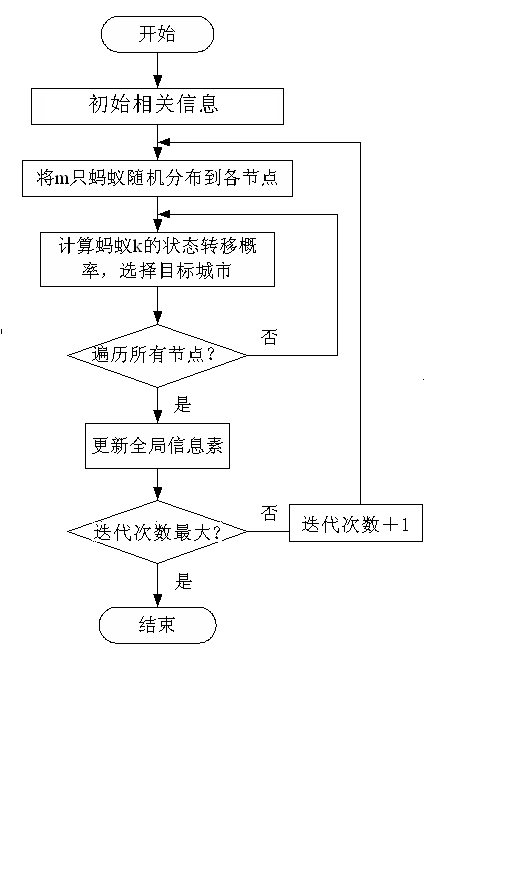 开始
初始相关信息
将m只蚂蚁随机分布到各节点
计算蚂蚁k的状态转移概
率，选择目标城市
否
遍历所有节点？
是
更新全局信息素
否
迭代次数最大？
迭代次数＋1
是
结束